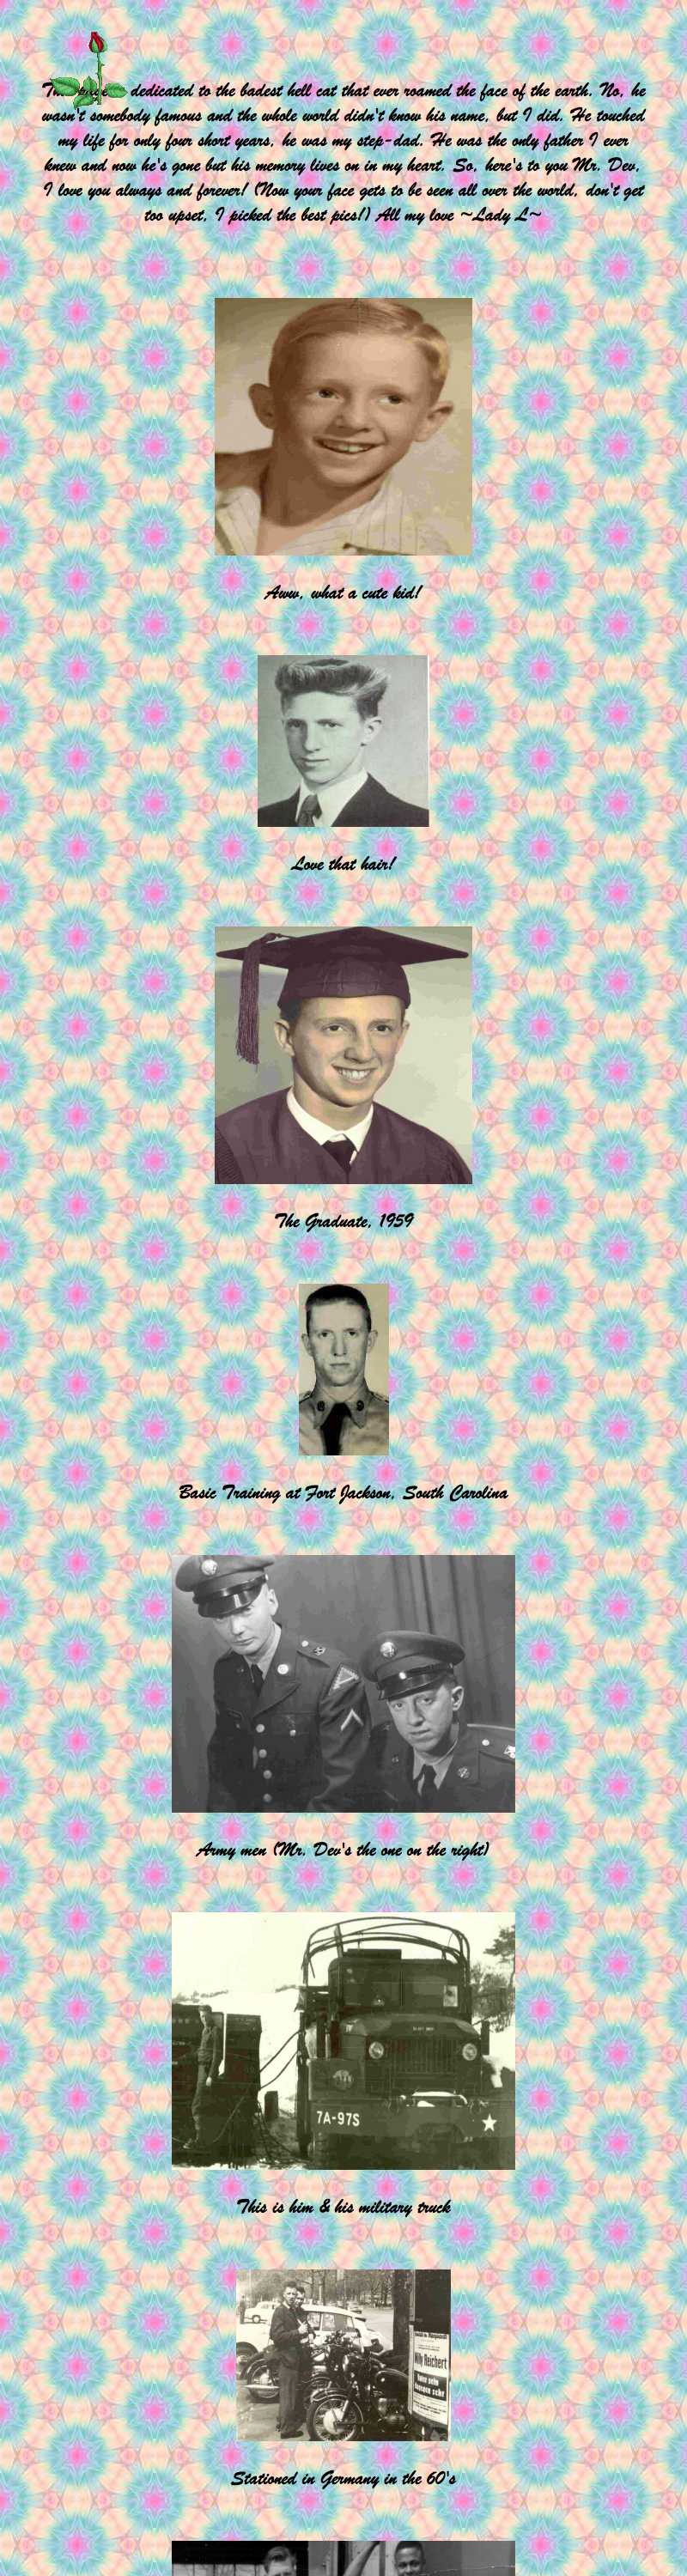 dedicated to the badest hell cat that ever roamed the face of the earth. No, he
wasn't somebody famous and the whole world didn't know his name, but I did. He touched
my life for only four short years, he was my step-dad. He was the only father I ever
knew and now he's gone but his memory lives on in my heart. So, here's to you Mr. Dev,
I love you always and forever! (Now your face gets to be seen all over the world, don't get
too upset, I picked the best pics!) All my love ~Lady L~
Aww, what a cute kid!
Love that hair!
The Graduate, 1959
Basic Training at Fort Jackson, South Carolina
Army men (Mr. Dev's the one on the right)
7A-97S
This is him & his military truck
Willy Reichert
Stationed in Germany in the 60's